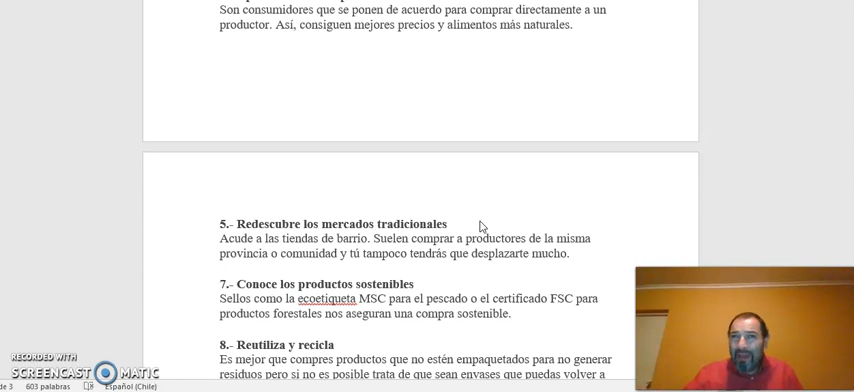 Son consumidores que se ponen de acuerdo para comprar directamente a un
productor. Así, consiguen mejores precios y alimentos más naturales.
5.- Redescubre los mercados tradicionales
Acude a las tiendas de barrio. Suelen comprar a productores de la misma
provincia o comunidad y tú tampoco tendrás que desplazarte mucho.
7.- Conoce los productos sostenibles
Sellos como la ecoetiqueta MSC para el pescado o el certificado FSC para
productos forestales nos aseguran una compra sostenible.
8.- Reutiliza y recicla
Es mejor que compres productos que no estén empaquetados para no generar
residuos pero si no es posible trata de que sean envases que puedas volver a
RECORDED WITH
SCREENCAST MATIC
de 3 603 palabras Español (Chile)